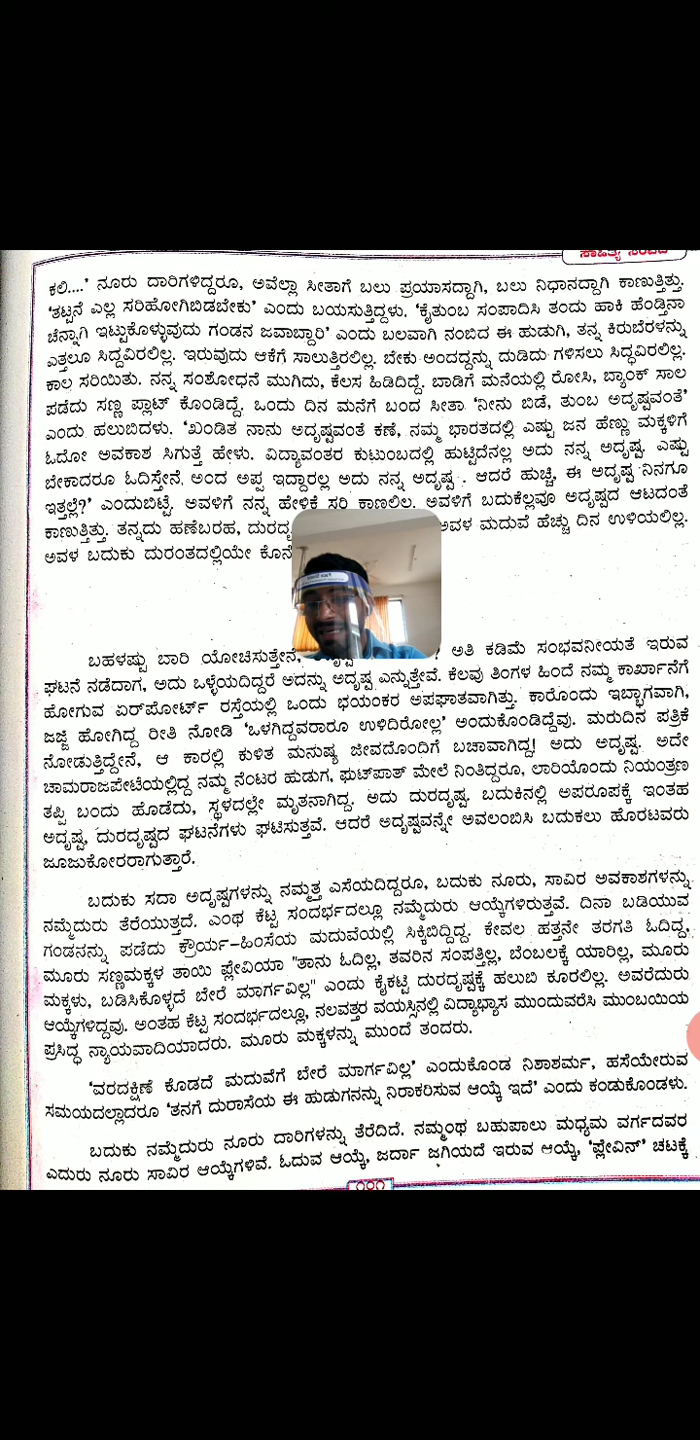 ಸಾಹಿತ್ಯ ಸಂಪದ
ಕಲಿ....' ನೂರು ದಾರಿಗಳಿದ್ದರೂ, ಅವೆಲ್ಲಾ ಸೀತಾಗೆ ಬಲು ಪ್ರಯಾಸದ್ದಾಗಿ, ಬಲು ನಿಧಾನದ್ದಾಗಿ ಕಾಣುತ್ತಿತ್ತು.
'ತಟ್ಟನೆ ಎಲ್ಲ ಸರಿಹೋಗಿಬಿಡಬೇಕು' ಎಂದು ಬಯಸುತ್ತಿದ್ದಳು. 'ಕೈತುಂಬ ಸಂಪಾದಿಸಿ ತಂದು ಹಾಕಿ ಹೆಂಡ್ತಿನಾ
ಚೆನ್ನಾಗಿ ಇಟ್ಟುಕೊಳ್ಳುವುದು ಗಂಡನ ಜವಾಬ್ದಾರಿ' ಎಂದು ಬಲವಾಗಿ ನಂಬಿದ ಈ ಹುಡುಗಿ, ತನ್ನ ಕಿರುಬೆರಳನ್ನು
ಎತ್ತಲೂ ಸಿದ್ದವಿರಲಿಲ್ಲ. ಇರುವುದು ಆಕೆಗೆ ಸಾಲುತ್ತಿರಲಿಲ್ಲ. ಬೇಕು ಅಂದದ್ದನ್ನು ದುಡಿದು ಗಳಿಸಲು ಸಿದ್ಧವಿರಲಿಲ್ಲ.
ಕಾಲ ಸರಿಯಿತು. ನನ್ನ ಸಂಶೋಧನೆ ಮುಗಿದು, ಕೆಲಸ ಹಿಡಿದಿದ್ದೆ. ಬಾಡಿಗೆ ಮನೆಯಲ್ಲಿ ರೋಸಿ, ಬ್ಯಾಂಕ್ ಸಾಲ
ಪಡೆದು ಸಣ್ಣ ಪ್ಲಾಟ್ ಕೊಂಡಿದ್ದೆ. ಒಂದು ದಿನ ಮನೆಗೆ ಬಂದ ಸೀತಾ 'ನೀನು ಬಿಡೆ, ತುಂಬ ಅದೃಷ್ಟವಂತೆ'
ಎಂದು ಹಲುಬಿದಳು. 'ಖಂಡಿತ ನಾನು ಅದೃಷ್ಟವಂತೆ ಕಣೆ, ನಮ್ಮ ಭಾರತದಲ್ಲಿ ಎಷ್ಟು ಜನ ಹೆಣ್ಣು ಮಕ್ಕಳಿಗೆ
ಓದೋ ಅವಕಾಶ ಸಿಗುತ್ತೆ ಹೇಳು. ವಿದ್ಯಾವಂತರ ಕುಟುಂಬದಲ್ಲಿ ಹುಟ್ಟಿದೆನಲ್ಲ ಅದು ನನ್ನ ಅದೃಷ್ಟ. ಎಷ್ಟು
ಬೇಕಾದರೂ ಓದಿಸ್ತೇನೆ, ಅಂದ ಅಪ್ಪ ಇದ್ದಾರಲ್ಲ ಅದು ನನ್ನ ಅದೃಷ್ಟ . ಆದರೆ ಹುಚ್ಚಿ, ಈ ಅದೃಷ್ಟ ನಿನಗೂ
ಇತ್ತಲ್ಲೆ?' ಎಂದುಬಿಟ್ಟೆ. ಅವಳಿಗೆ ನನ್ನ ಹೇಳಿಕೆ ಸರಿ ಕಾಣಲಿಲ್ಲ. ಅವಳಿಗೆ ಬದುಕೆಲ್ಲವೂ ಅದೃಷ್ಟದ ಆಟದಂತೆ
ಕಾಣುತ್ತಿತ್ತು. ತನ್ನದು ಹಣೆಬರಹ, ಅವಳ ಮದುವೆ ಹೆಚ್ಚು ದಿನ ಉಳಿಯಲಿಲ್ಲ.
ಅವಳ ಬದುಕು ದುರಂತದಲ್ಲಿಯೇ
ಬಹಳಷ್ಟು ಬಾರಿ ಯೋಚಿಸುತ್ತೇನೆ, ಅತಿ ಕಡಿಮೆ ಸಂಭವನೀಯತೆ ಇರುವ
ಘಟನೆ ನಡೆದಾಗ, ಅದು ಒಳ್ಳೆಯದಿದ್ದರೆ ಅದನ್ನು ಅದೃಷ್ಟ ಎನ್ನುತ್ತೇವೆ. ಕೆಲವು ತಿಂಗಳ ಹಿಂದೆ ನಮ್ಮ ಕಾರ್ಖಾನೆಗೆ
ಹೋಗುವ ಏರ್‌ಪೋರ್ಟ್ ರಸ್ತೆಯಲ್ಲಿ ಒಂದು ಭಯಂಕರ ಅಪಘಾತವಾಗಿತ್ತು. ಕಾರೊಂದು ಇಬ್ಭಾಗವಾಗಿ,
ಜಜ್ಜಿ ಹೋಗಿದ್ದ ರೀತಿ ನೋಡಿ 'ಒಳಗಿದ್ದವರಾರೂ ಉಳಿದಿರೋಲ್ಲ' ಅಂದುಕೊಂಡಿದ್ದೆವು. ಮರುದಿನ ಪತ್ರಿಕೆ
ನೋಡುತ್ತಿದ್ದೇನೆ, ಆ ಕಾರಲ್ಲಿ ಕುಳಿತ ಮನುಷ್ಯ ಜೀವದೊಂದಿಗೆ ಬಚಾವಾಗಿದ್ದ! ಅದು ಅದೃಷ್ಟ. ಅದೇ
ಚಾಮರಾಜಪೇಟೆಯಲ್ಲಿದ್ದ ನಮ್ಮ ನೆಂಟರ ಹುಡುಗ, ಫುಟ್‌ಪಾತ್ ಮೇಲೆ ನಿಂತಿದ್ದರೂ, ಲಾರಿಯೊಂದು ನಿಯಂತ್ರಣ
ತಪ್ಪಿ ಬಂದು ಹೊಡೆದು, ಸ್ಥಳದಲ್ಲೇ ಮೃತನಾಗಿದ್ದ. ಅದು ದುರದೃಷ್ಟ. ಬದುಕಿನಲ್ಲಿ ಅಪರೂಪಕ್ಕೆ ಇಂತಹ
ಅದೃಷ್ಟ, ದುರದೃಷ್ಟದ ಘಟನೆಗಳು ಘಟಿಸುತ್ತವೆ. ಆದರೆ ಅದೃಷ್ಟವನ್ನೇ ಅವಲಂಬಿಸಿ ಬದುಕಲು ಹೊರಟವರು
ಜೂಜುಕೋರರಾಗುತ್ತಾರೆ.
ಬದುಕು ಸದಾ ಅದೃಷ್ಟಗಳನ್ನು ನಮ್ಮತ್ತ ಎಸೆಯದಿದ್ದರೂ, ಬದುಕು ನೂರು, ಸಾವಿರ ಅವಕಾಶಗಳನ್ನು
ನಮ್ಮೆದುರು ತೆರೆಯುತ್ತದೆ. ಎಂಥ ಕೆಟ್ಟ ಸಂದರ್ಭದಲ್ಲೂ ನಮ್ಮೆದುರು ಆಯ್ಕೆಗಳಿರುತ್ತವೆ. ದಿನಾ ಬಡಿಯುವ
ಗಂಡನನ್ನು ಪಡೆದು ಕ್ರೌರ್ಯ-ಹಿಂಸೆಯ ಮದುವೆಯಲ್ಲಿ ಸಿಕ್ಕಿಬಿದ್ದಿದ್ದ. ಕೇವಲ ಹತ್ತನೇ ತರಗತಿ ಓದಿದ್ದ,
ಮೂರು ಸಣ್ಣಮಕ್ಕಳ ತಾಯಿ ಫ್ಲೇವಿಯಾ "ತಾನು ಓದಿಲ್ಲ, ತವರಿನ ಸಂಪತ್ತಿಲ್ಲ, ಬೆಂಬಲಕ್ಕೆ ಯಾರಿಲ್ಲ, ಮೂರು
ಮಕ್ಕಳು, ಬಡಿಸಿಕೊಳ್ಳದೆ ಬೇರೆ ಮಾರ್ಗವಿಲ್ಲ" ಎಂದು ಕೈಕಟ್ಟಿ ದುರದೃಷ್ಟಕ್ಕೆ ಹಲುಬಿ ಕೂರಲಿಲ್ಲ. ಅವರೆದುರು
ಆಯ್ಕೆಗಳಿದ್ದವು. ಅಂತಹ ಕೆಟ್ಟ ಸಂದರ್ಭದಲ್ಲೂ, ನಲವತ್ತರ ವಯಸ್ಸಿನಲ್ಲಿ ವಿದ್ಯಾಭ್ಯಾಸ ಮುಂದುವರೆಸಿ ಮುಂಬಯಿಯ
ಪ್ರಸಿದ್ಧ ನ್ಯಾಯವಾದಿಯಾದರು. ಮೂರು ಮಕ್ಕಳನ್ನು ಮುಂದೆ ತಂದರು.
'ವರದಕ್ಷಿಣೆ ಕೊಡದೆ ಮದುವೆಗೆ ಬೇರೆ ಮಾರ್ಗವಿಲ್ಲ' ಎಂದುಕೊಂಡ ನಿಶಾಶರ್ಮ, ಹಸೆಯೇರುವ
ಸಮಯದಲ್ಲಾದರೂ 'ತನಗೆ ದುರಾಸೆಯ ಈ ಹುಡುಗನನ್ನು ನಿರಾಕರಿಸುವ ಆಯ್ಕೆ ಇದೆ' ಎಂದು ಕಂಡುಕೊಂಡಳು.
ಬದುಕು ನಮ್ಮೆದುರು ನೂರು ದಾರಿಗಳನ್ನು ತೆರೆದಿದೆ. ನಮ್ಮಂಥ ಬಹುಪಾಲು ಮಧ್ಯಮ ವರ್ಗದವರ
ಎದುರು ನೂರು ಸಾವಿರ ಆಯ್ಕೆಗಳಿವೆ. ಓದುವ ಆಯ್ಕೆ, ಜರ್ದಾ ಜಗಿಯದೆ ಇರುವ ಆಯ್ಕೆ, 'ಫ್ಲೇವಿನ್' ಚಟಕ್ಕೆ
೧೦೧